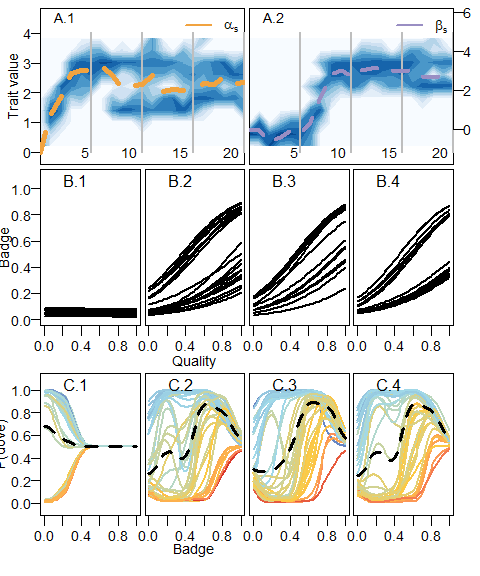 A.1
αs
A.2
βs
Trait value
4
3
2
1
0
5
10
15
20
5
10
15
20
6
4
2
0
B.1
B.2
B.3
B.4
Badge
1.0
0.8
0.6
0.4
0.2
0.0
0.0 0.4 0.8 0.0 0.4 0.8 0.0 0.4 0.8 0.0 0.4 0.8
Quality
C.1
C.2
C.3
C.4
P(dove)
1.0
0.8
0.6
0.4
0.2
0.0
0.0 0.4 0.8 0.0 0.4 0.8 0.0 0.4 0.8 0.0 0.4 0.8
Badge